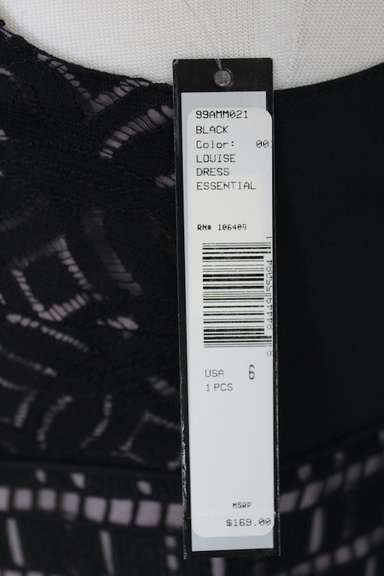 99AMM021
BLACK
Color: 00
LOUISE
DRESS
ESSENTIAL
RN# 106409
USA 6
1 PCS
MSRP
$169.00